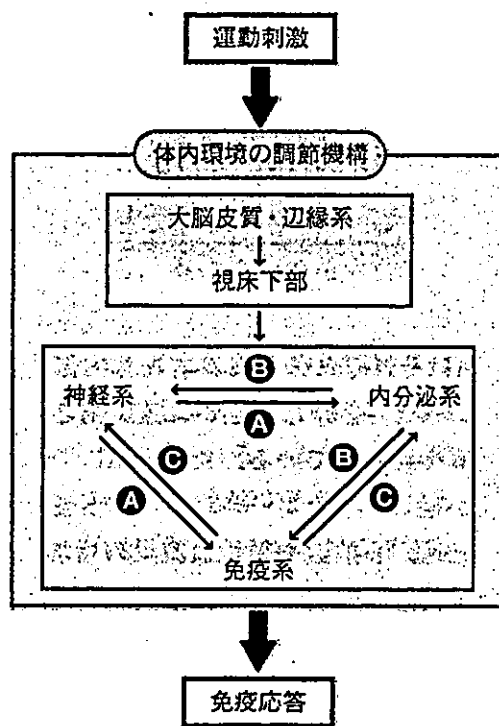 運動刺激
体内環境の調節機構
大脳皮質・辺縁系
視床下部
B
神経系
内分泌系
A
C
B
A
C
免疫系
免疫応答